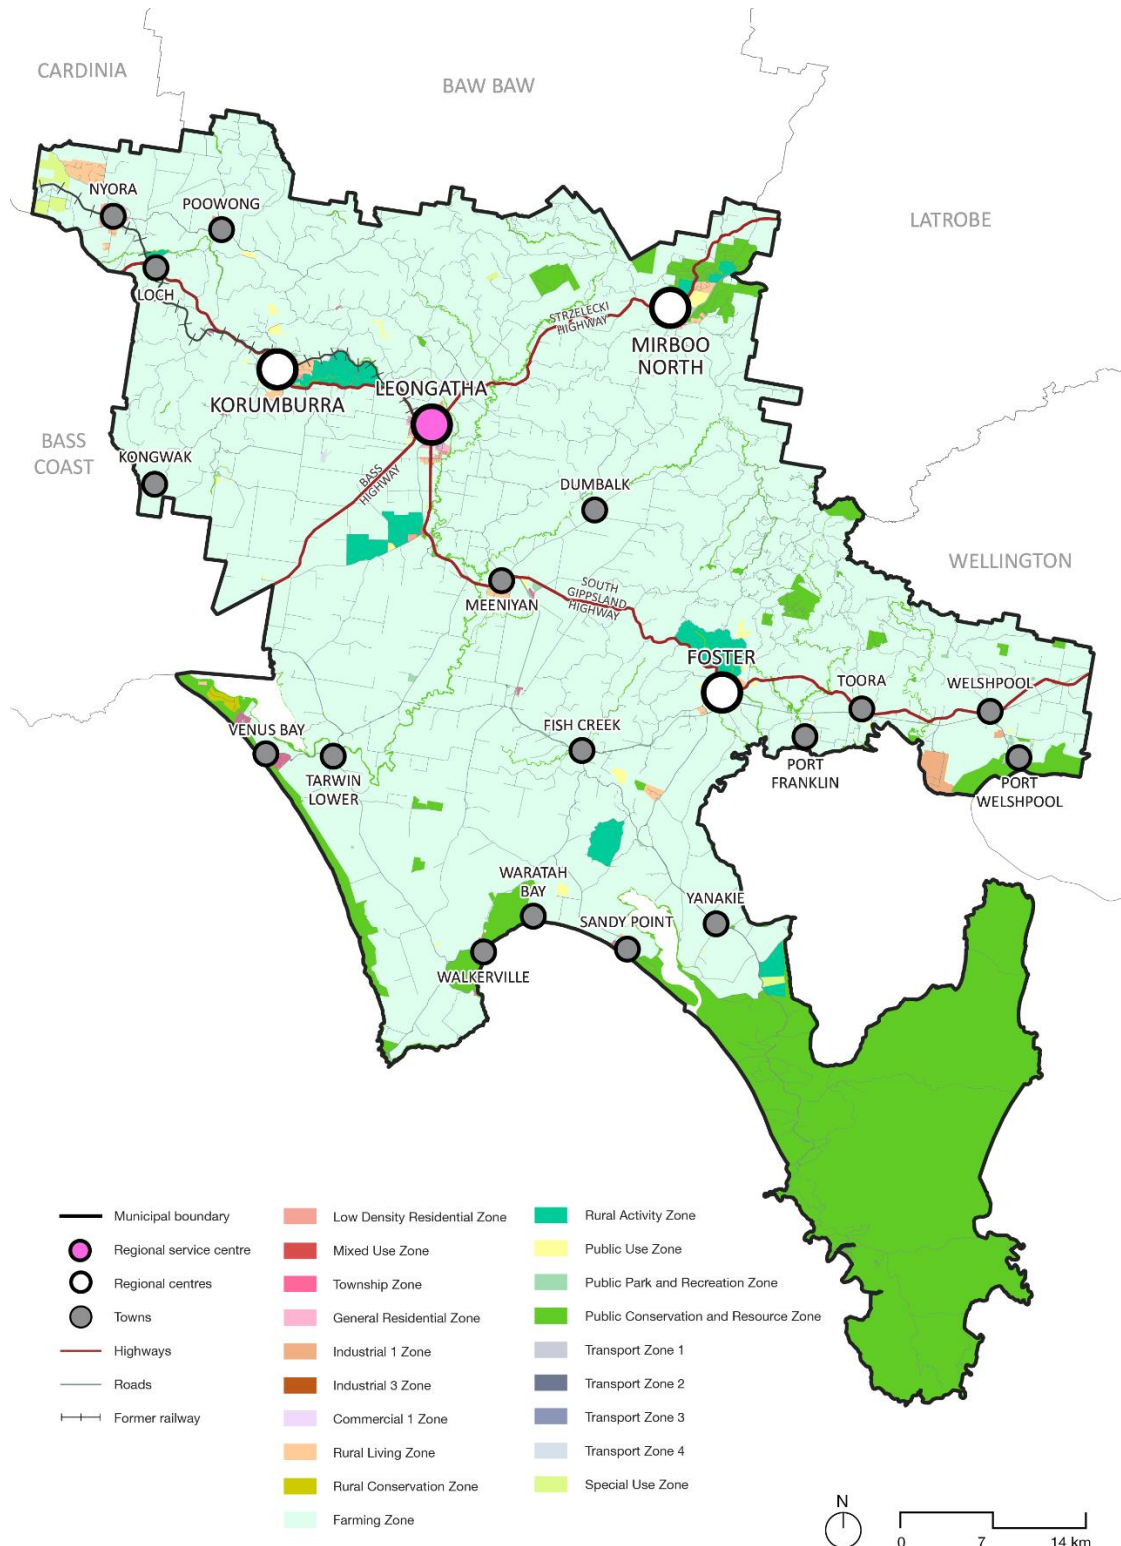 CARDINIA
BAW BAW
LATROBE
NYORA
POOWONG
LOCH
STRZELECKI
HIGHWAY
MIRBOO
NORTH
LEONGATHA
KORUMBURRA
BASS
COAST
KONGWAK
BASS
HIGHWAY
DUMBALK
WELLINGTON
MEENIYAN
SOUTH
GIPPSLAND
HIGHWAY
FOSTER
TOORA
WELSHPOOL
VENUS BAY
FISH CREEK
TARWIN
LOWER
PORT
FRANKLIN
PORT
WELSHPOOL
WARATAH
BAY
YANAKIE
SANDY POINT
WALKERVILLE
Municipal boundary
Regional service centre
Regional centres
Towns
Highways
Roads
Former railway
Low Density Residential Zone
Mixed Use Zone
Township Zone
General Residential Zone
Industrial 1 Zone
Industrial 3 Zone
Commercial 1 Zone
Rural Living Zone
Rural Conservation Zone
Farming Zone
Rural Activity Zone
Public Use Zone
Public Park and Recreation Zone
Public Conservation and Resource Zone
Transport Zone 1
Transport Zone 2
Transport Zone 3
Transport Zone 4
Special Use Zone
N
0 7 14 km